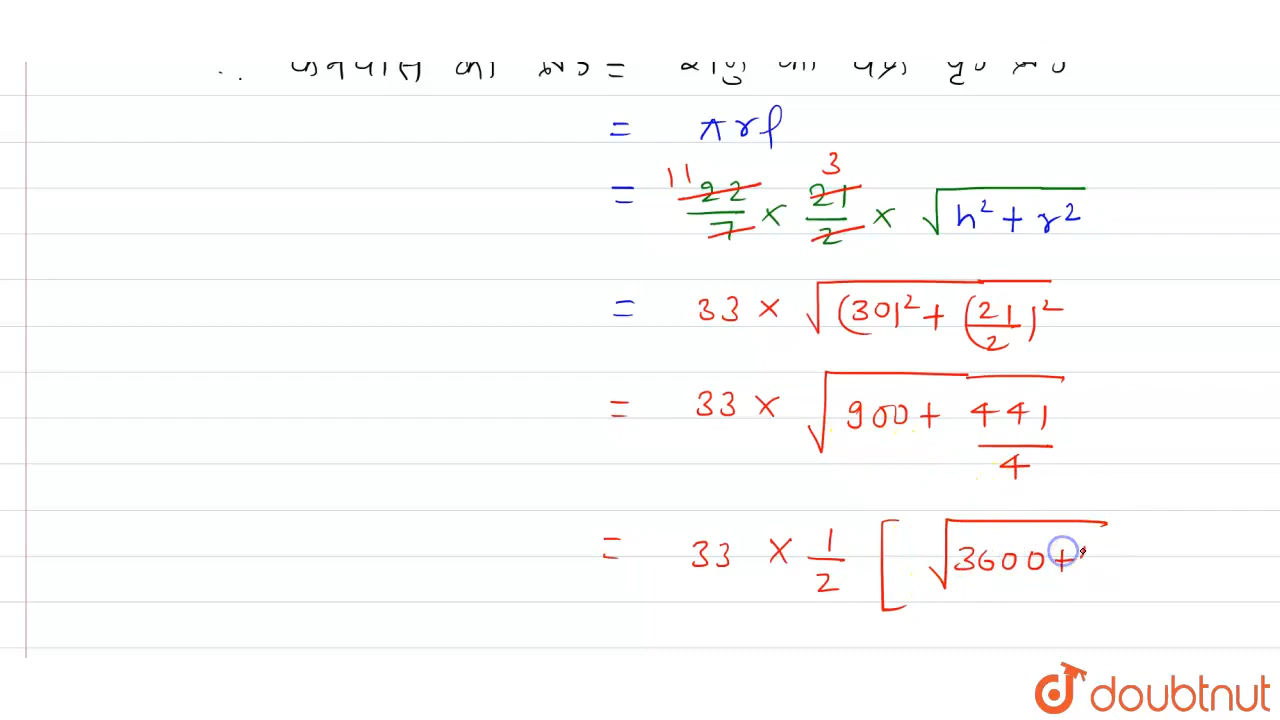 ∴ का =
= πrl
= 11 22/7 × 3 21/2 × √(h² + r²)
= 33 × √((30)² + (21/2)²)
= 33 × √(900 + 441/4)
= 33 × 1/2 [ √(3600 +
doubtnut